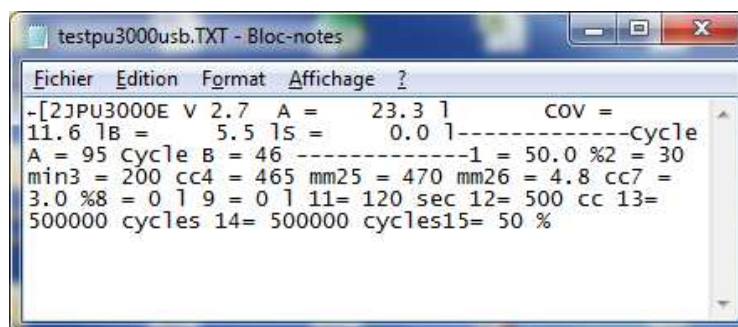 testpu3000usb.TXT - Bloc-notes
Fichier Edition Format Affichage ?
←[2JPU3000E V 2.7 A = 23.3 l COV =
11.6 lB = 5.5 lS = 0.0 l-------------Cycle
A = 95 Cycle B = 46 -------------1 = 50.0 %2 = 30
min3 = 200 cc4 = 465 mm25 = 470 mm26 = 4.8 cc7 =
3.0 %8 = 0 l 9 = 0 l 11= 120 sec 12= 500 cc 13=
500000 cycles 14= 500000 cycles15= 50 %